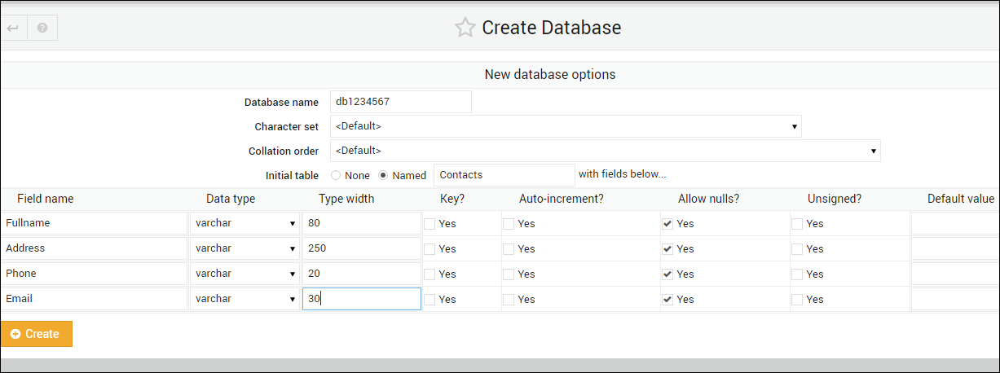 Create Database
New database options
Database name db1234567
Character set <Default>
Collation order <Default>
Initial table None Named Contacts with fields below...
Field name Data type Type width Key? Auto-increment? Allow nulls? Unsigned? Default value
Fullname varchar 80 Yes Yes Yes Yes
Address varchar 250 Yes Yes Yes Yes
Phone varchar 20 Yes Yes Yes Yes
Email varchar 30 Yes Yes Yes Yes
Create